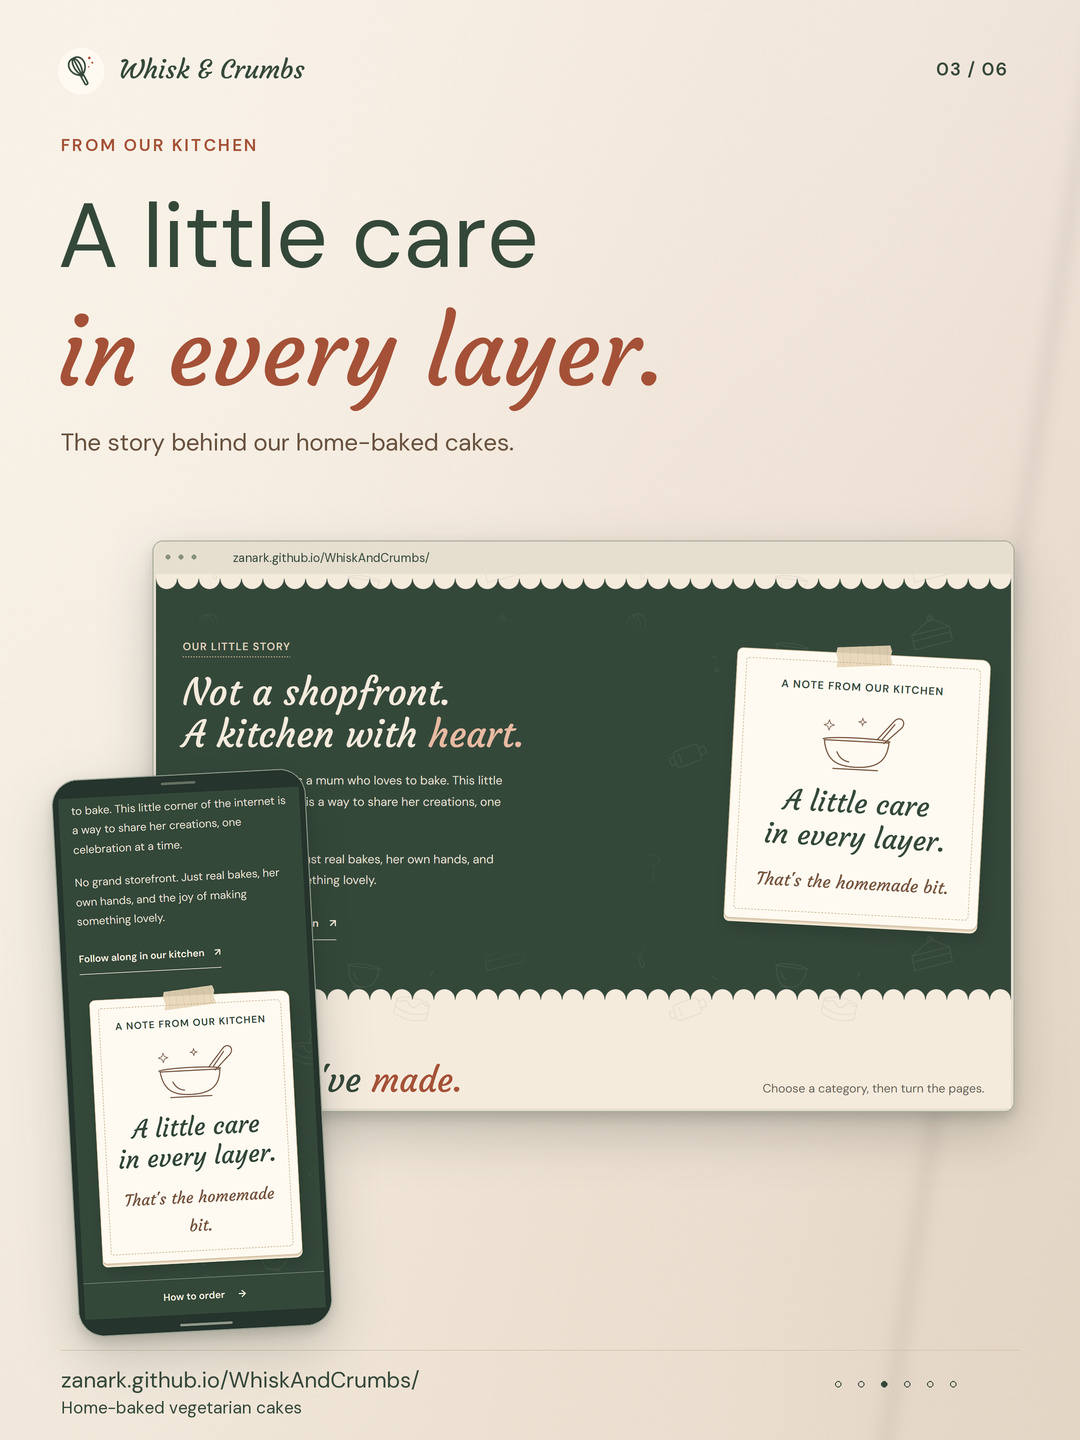 Whisk & Crumbs
03 / 06
FROM OUR KITCHEN
A little care
in every layer.
The story behind our home-baked cakes.
zanark.github.io/WhiskAndCrumbs/
OUR LITTLE STORY
Not a shopfront.
A kitchen with heart.
a mum who loves to bake. This little
is a way to share her creations, one
real bakes, her own hands, and
lovely.
A NOTE FROM OUR KITCHEN
A little care
in every layer.
That's the homemade bit.
've made.
Choose a category, then turn the pages.
to bake. This little corner of the internet is
a way to share her creations, one
celebration at a time.
No grand storefront. Just real bakes, her
own hands, and the joy of making
something lovely.
Follow along in our kitchen
A NOTE FROM OUR KITCHEN
A little care
in every layer.
That's the homemade
bit.
How to order
zanark.github.io/WhiskAndCrumbs/
Home-baked vegetarian cakes